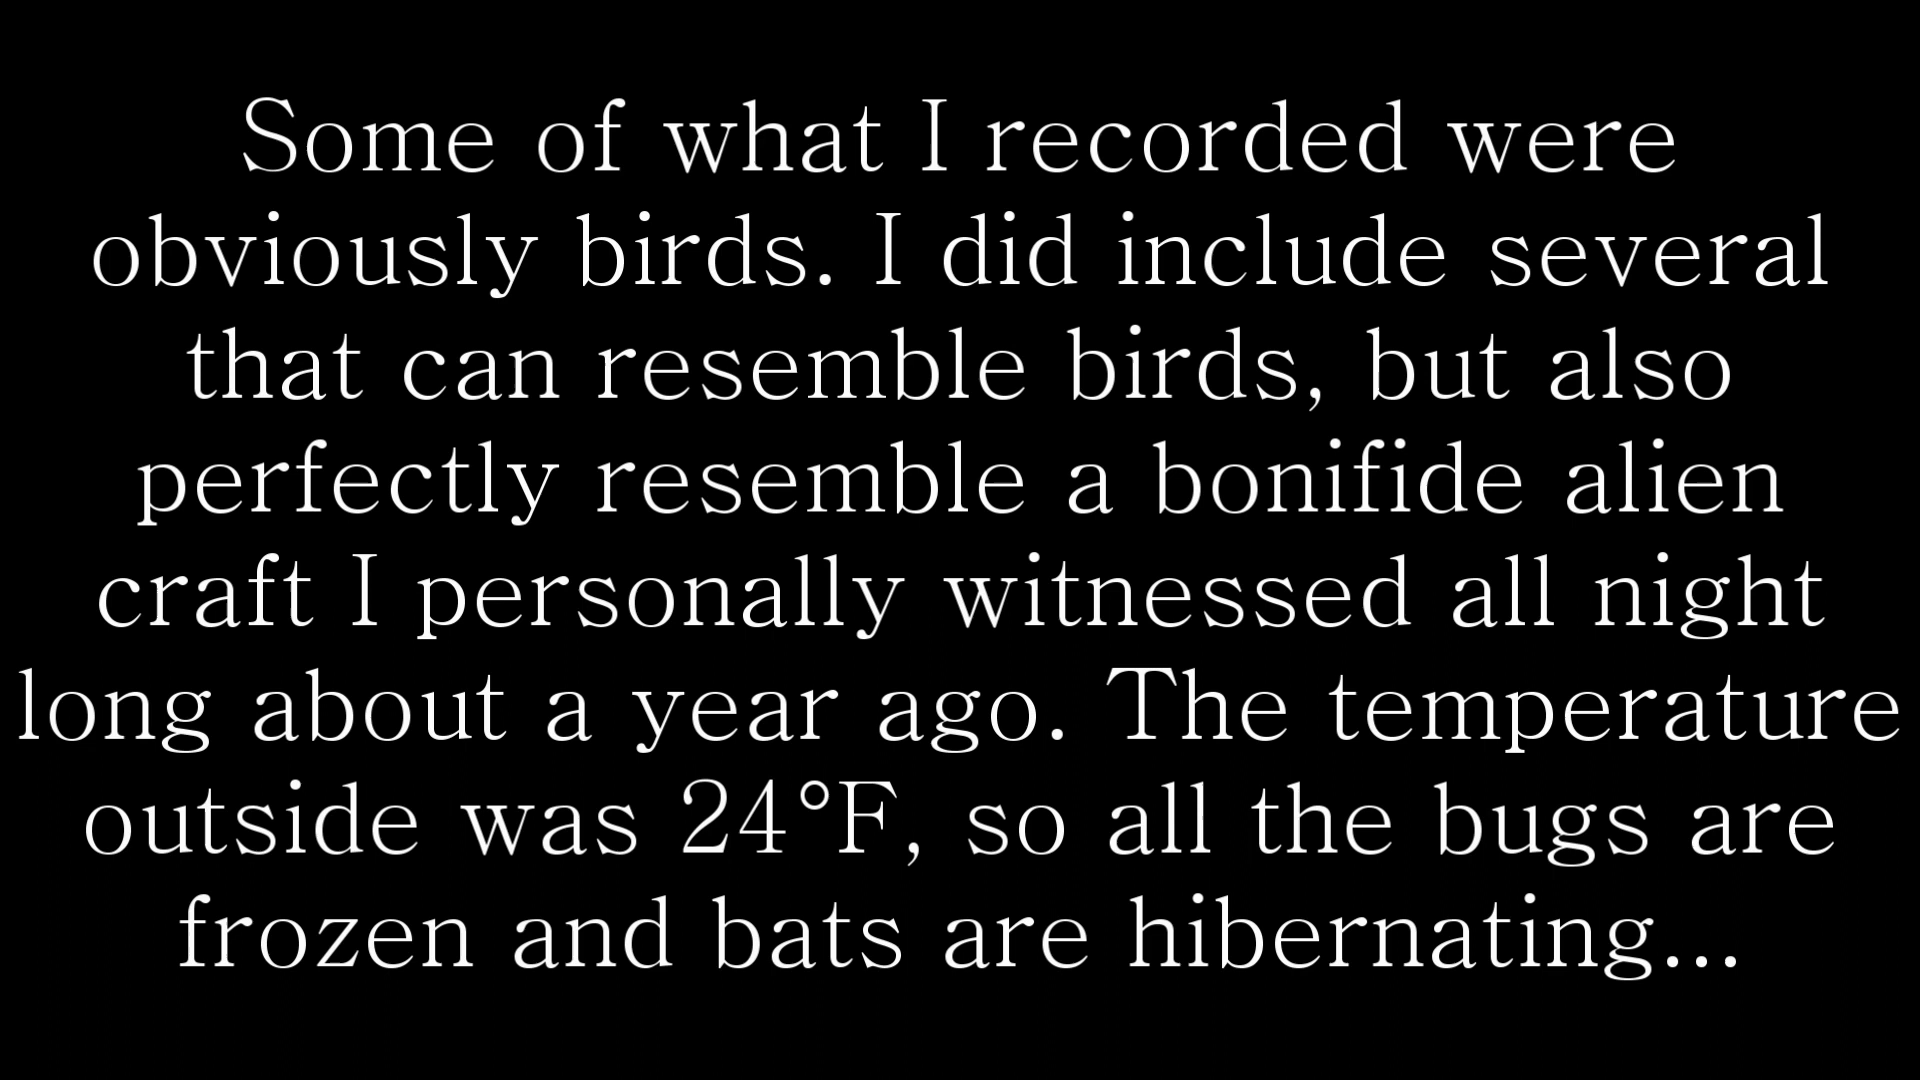 Some of what I recorded were
obviously birds. I did include several
that can resemble birds, but also
perfectly resemble a bonifide alien
craft I personally witnessed all night
long about a year ago. The temperature
outside was 24°F, so all the bugs are
frozen and bats are hibernating...